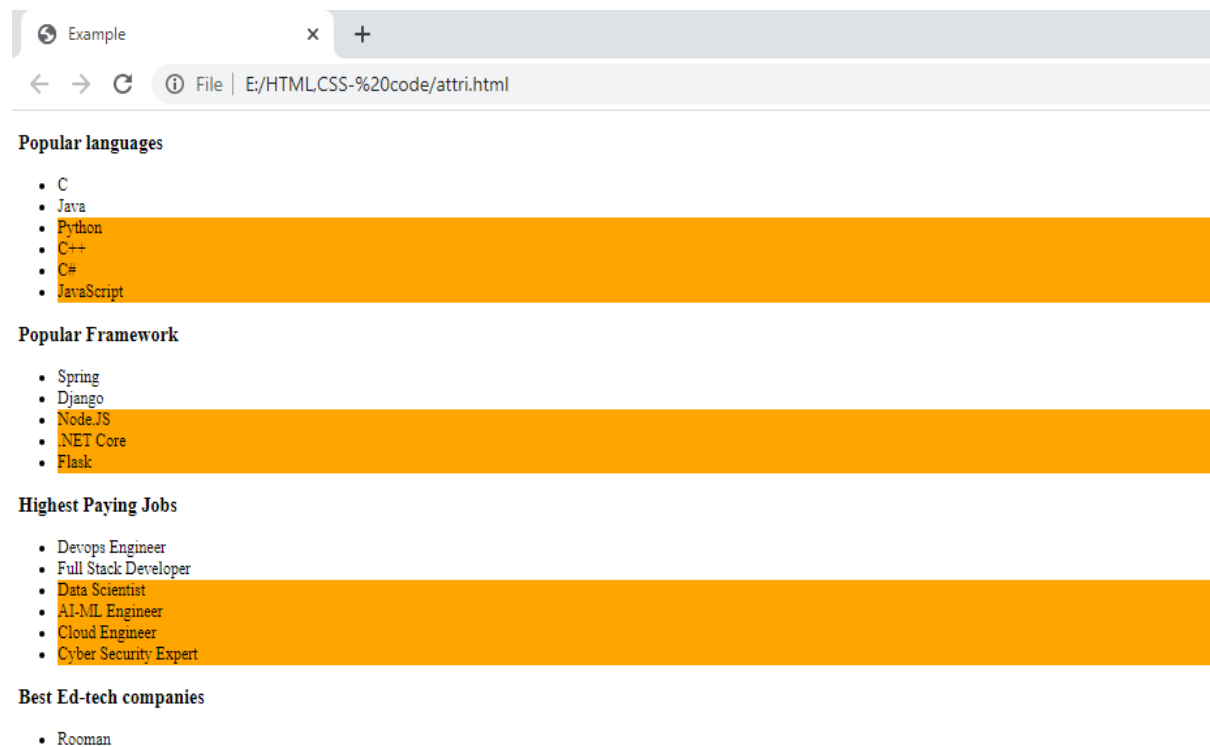 Example
File E:/HTML,CSS-%20code/attri.html
Popular languages
C
Java
Python
C++
C#
JavaScript
Popular Framework
Spring
Django
Node.JS
.NET Core
Flask
Highest Paying Jobs
Devops Engineer
Full Stack Developer
Data Scientist
AI-ML Engineer
Cloud Engineer
Cyber Security Expert
Best Ed-tech companies
Rooman